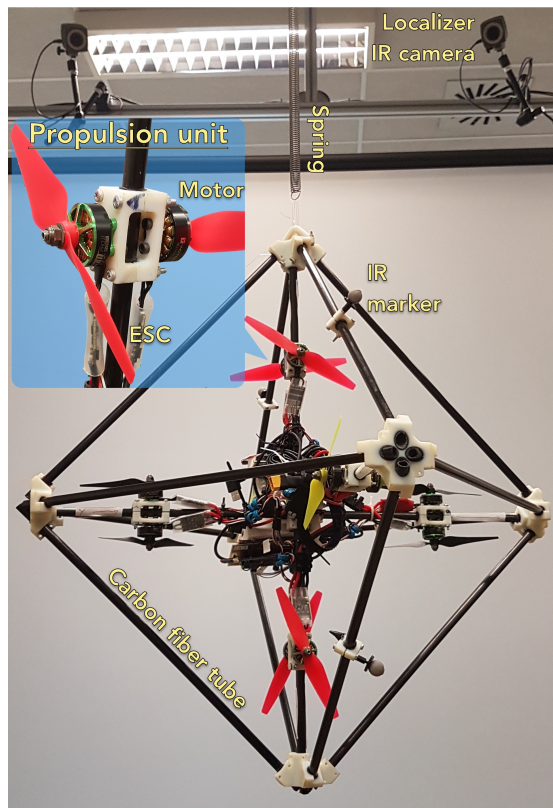 Localizer
IR camera
Spring
Propulsion unit
Motor
IR
marker
ESC
Carbon fiber tube